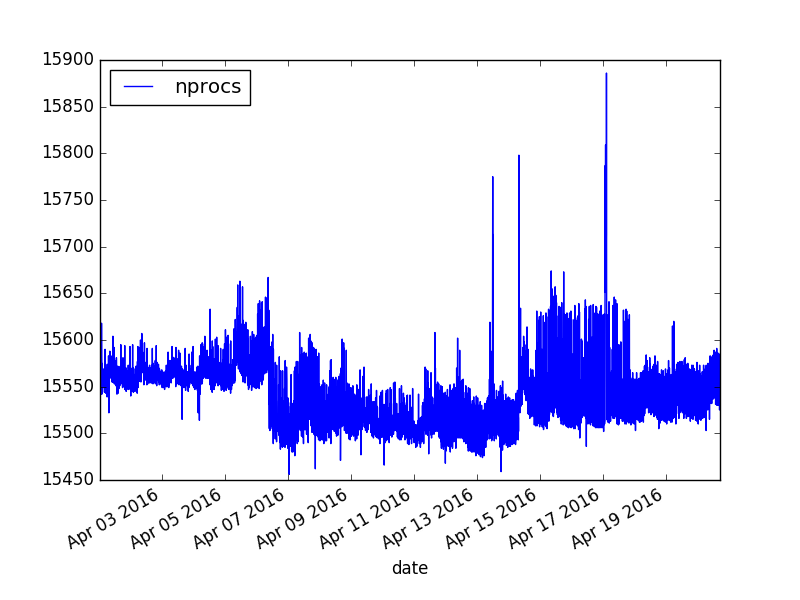 15900
15850
15800
15750
15700
15650
15600
15550
15500
15450
nprocs
Apr 03 2016
Apr 05 2016
Apr 07 2016
Apr 09 2016
Apr 11 2016
Apr 13 2016
Apr 15 2016
Apr 17 2016
Apr 19 2016
date